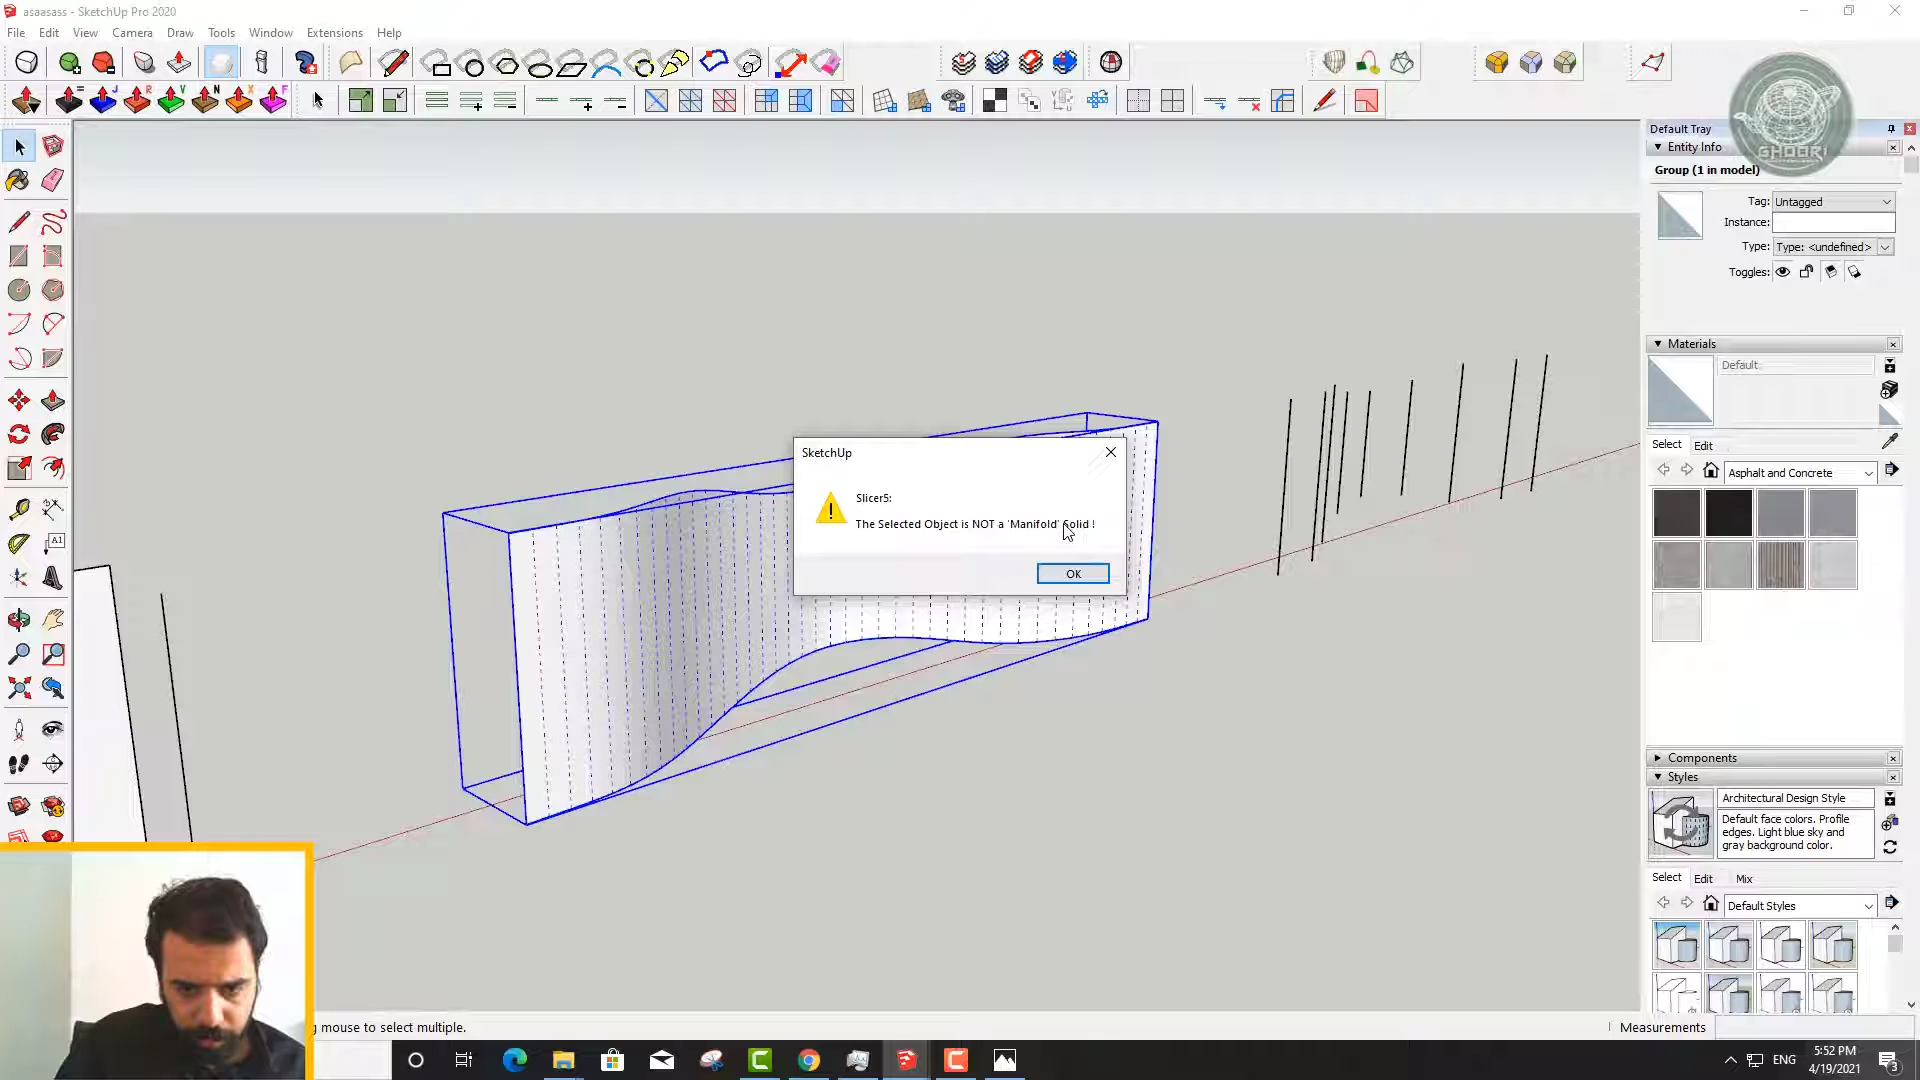 asaasass - SketchUp Pro 2020
File Edit View Camera Draw Tools Window Extensions Help
GHOORI
Default Tray
Entity Info
Group (1 in model)
Tag: Untagged
Instance:
Type: Type: <undefined>
Toggles:
Materials
Default
Select Edit
Asphalt and Concrete
SketchUp
Slicer5:
The Selected Object is NOT a 'Manifold' Solid !
OK
A1
Components
Styles
Architectural Design Style
Default face colors. Profile
edges. Light blue sky and
gray background color.
Select Edit Mix
Default Styles
g mouse to select multiple.
Measurements
ENG
5:52 PM
4/19/2021
3